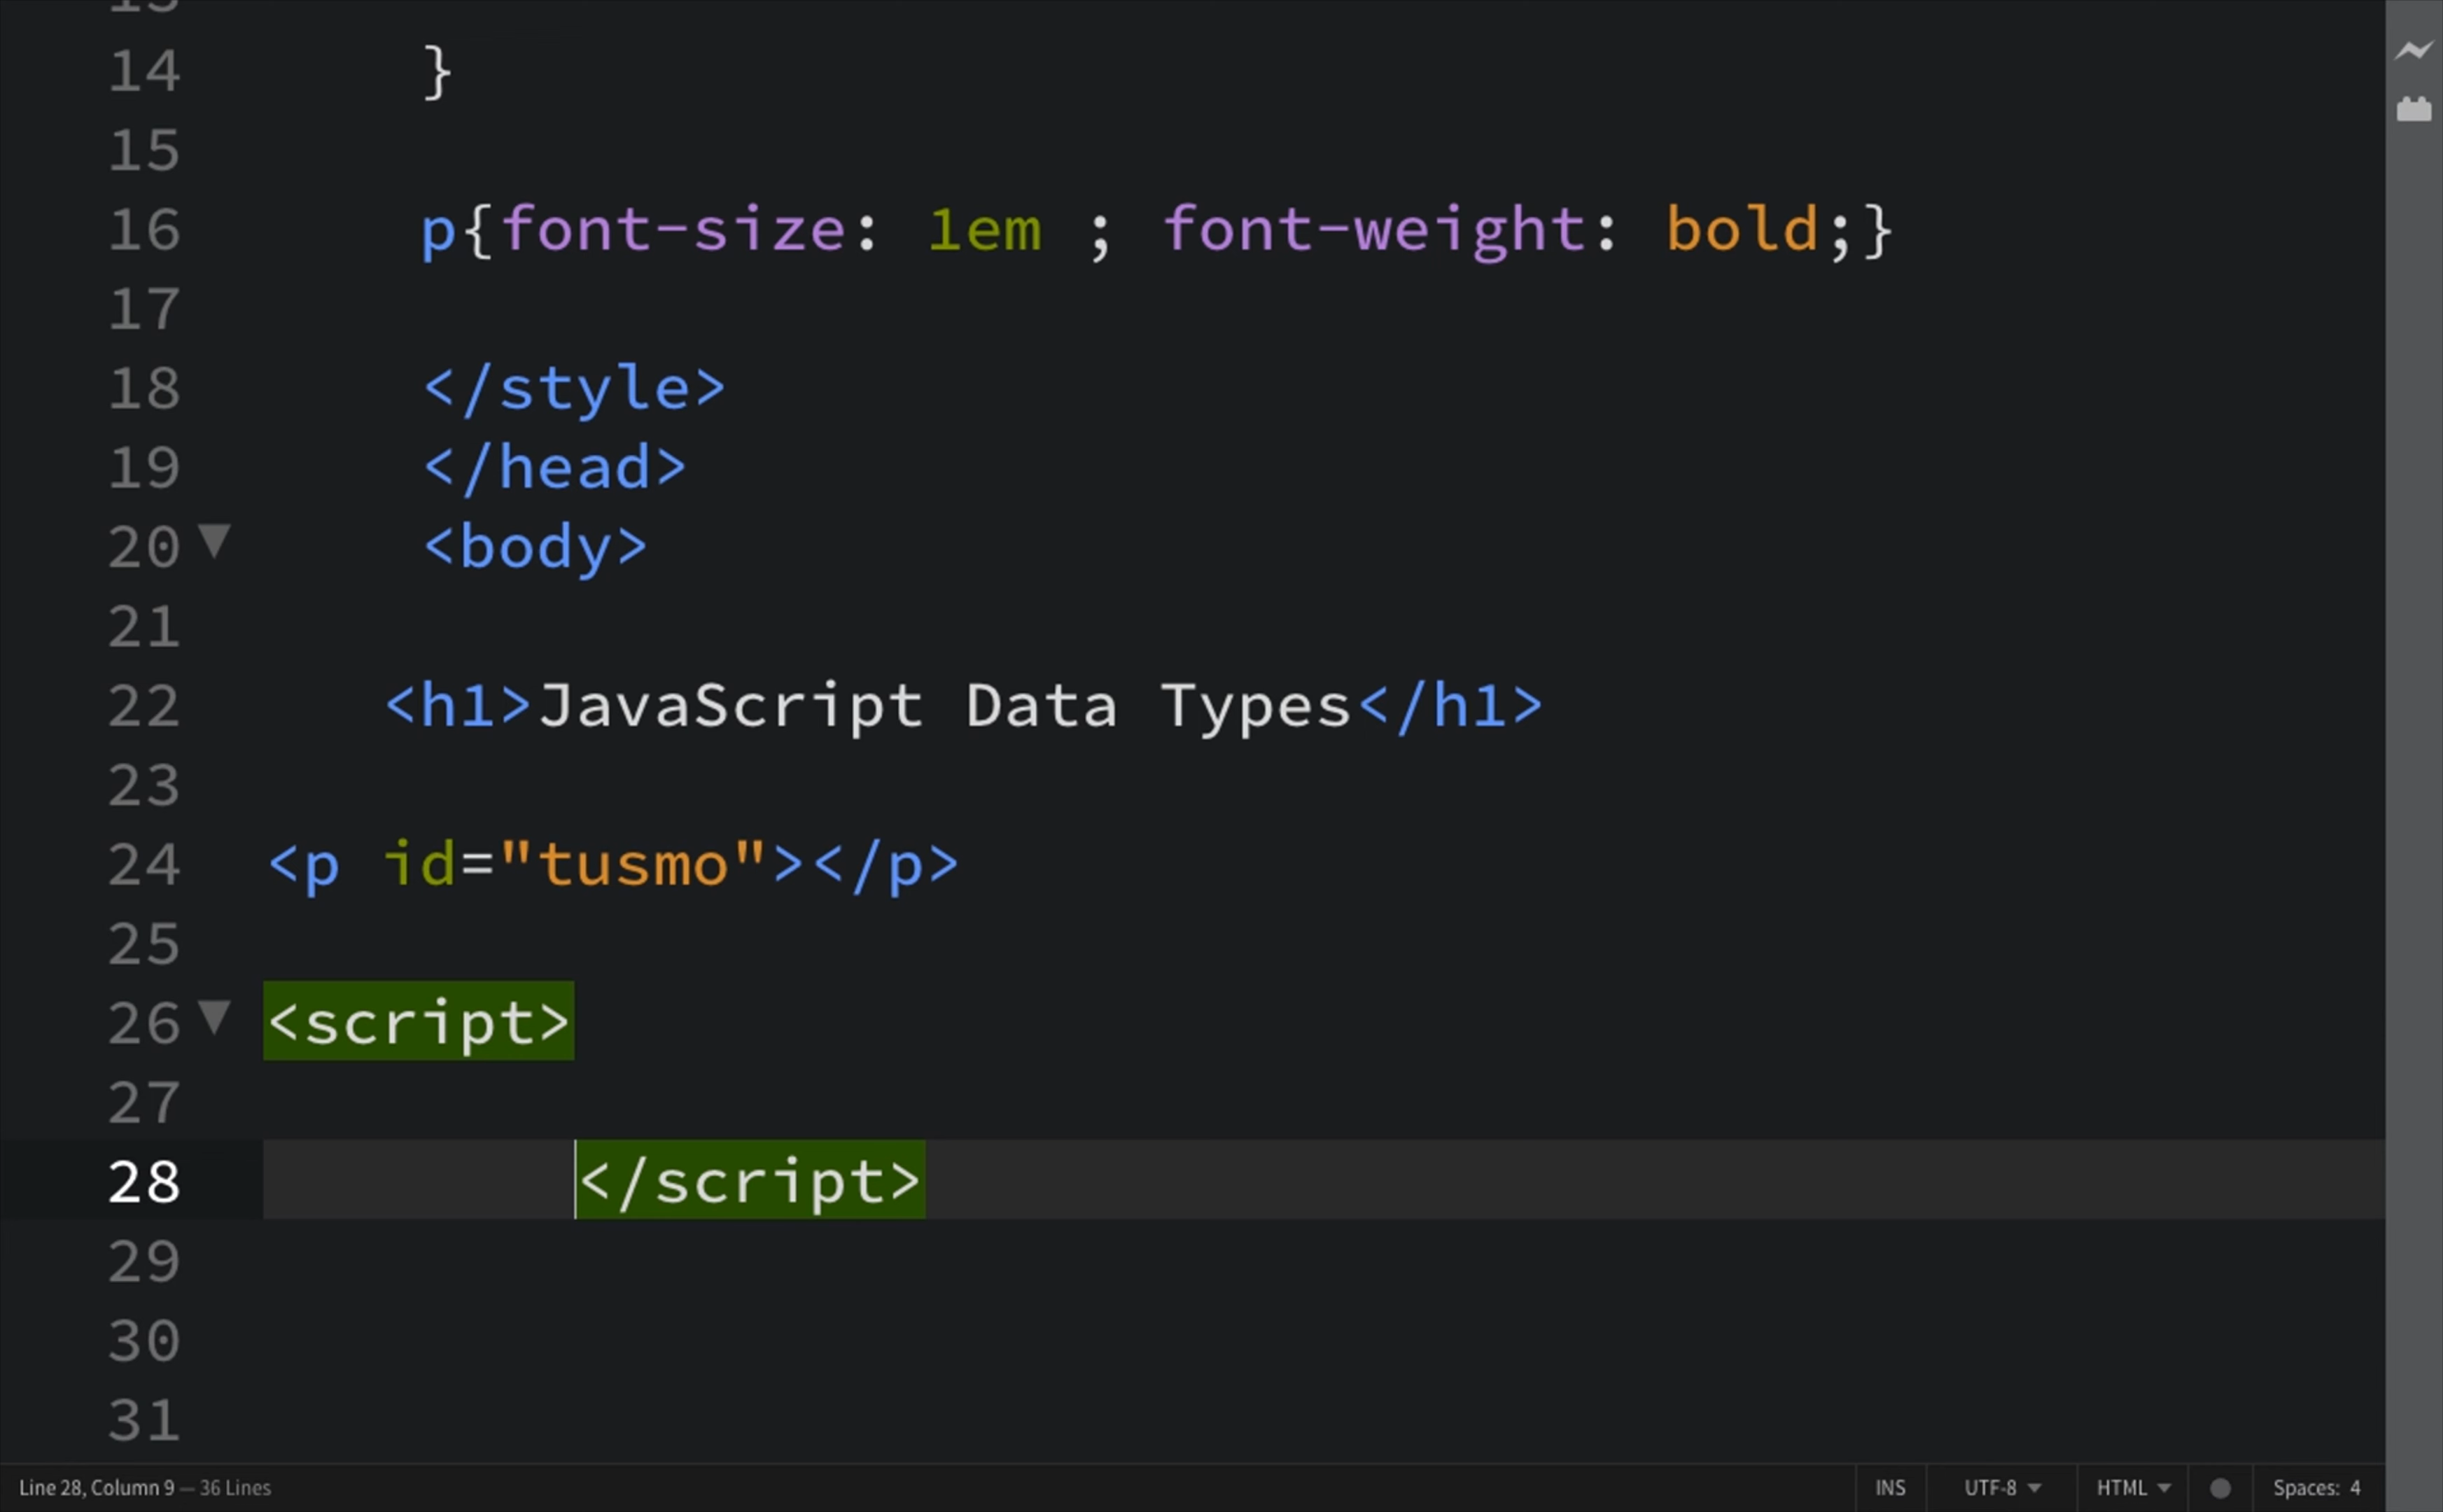 14 }
15
16 p{font-size: 1em ; font-weight: bold;}
17
18 </style>
19 </head>
20 <body>
21
22 <h1>JavaScript Data Types</h1>
23
24 <p id="tusmo"></p>
25
26 <script>
27
28 </script>
29
30
31
Line 28, Column 9 — 36 Lines INS UTF-8 HTML Spaces: 4